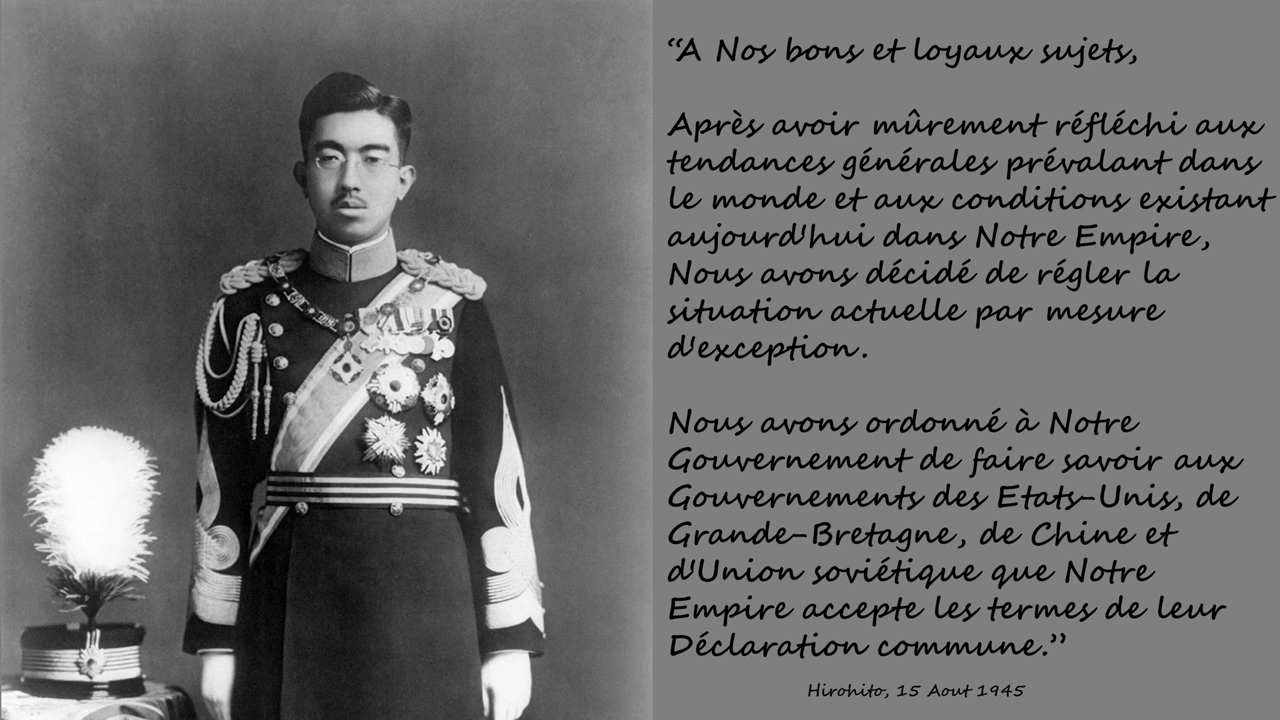 “A Nos bons et loyaux sujets,
Après avoir mûrement réfléchi aux
tendances générales prévalant dans
le monde et aux conditions existant
aujourd'hui dans Notre Empire,
Nous avons décidé de régler la
situation actuelle par mesure
d'exception.
Nous avons ordonné à Notre
Gouvernement de faire savoir aux
Gouvernements des Etats-Unis, de
Grande-Bretagne, de Chine et
d'Union soviétique que Notre
Empire accepte les termes de leur
Déclaration commune.”
Hirohito, 15 Aout 1945